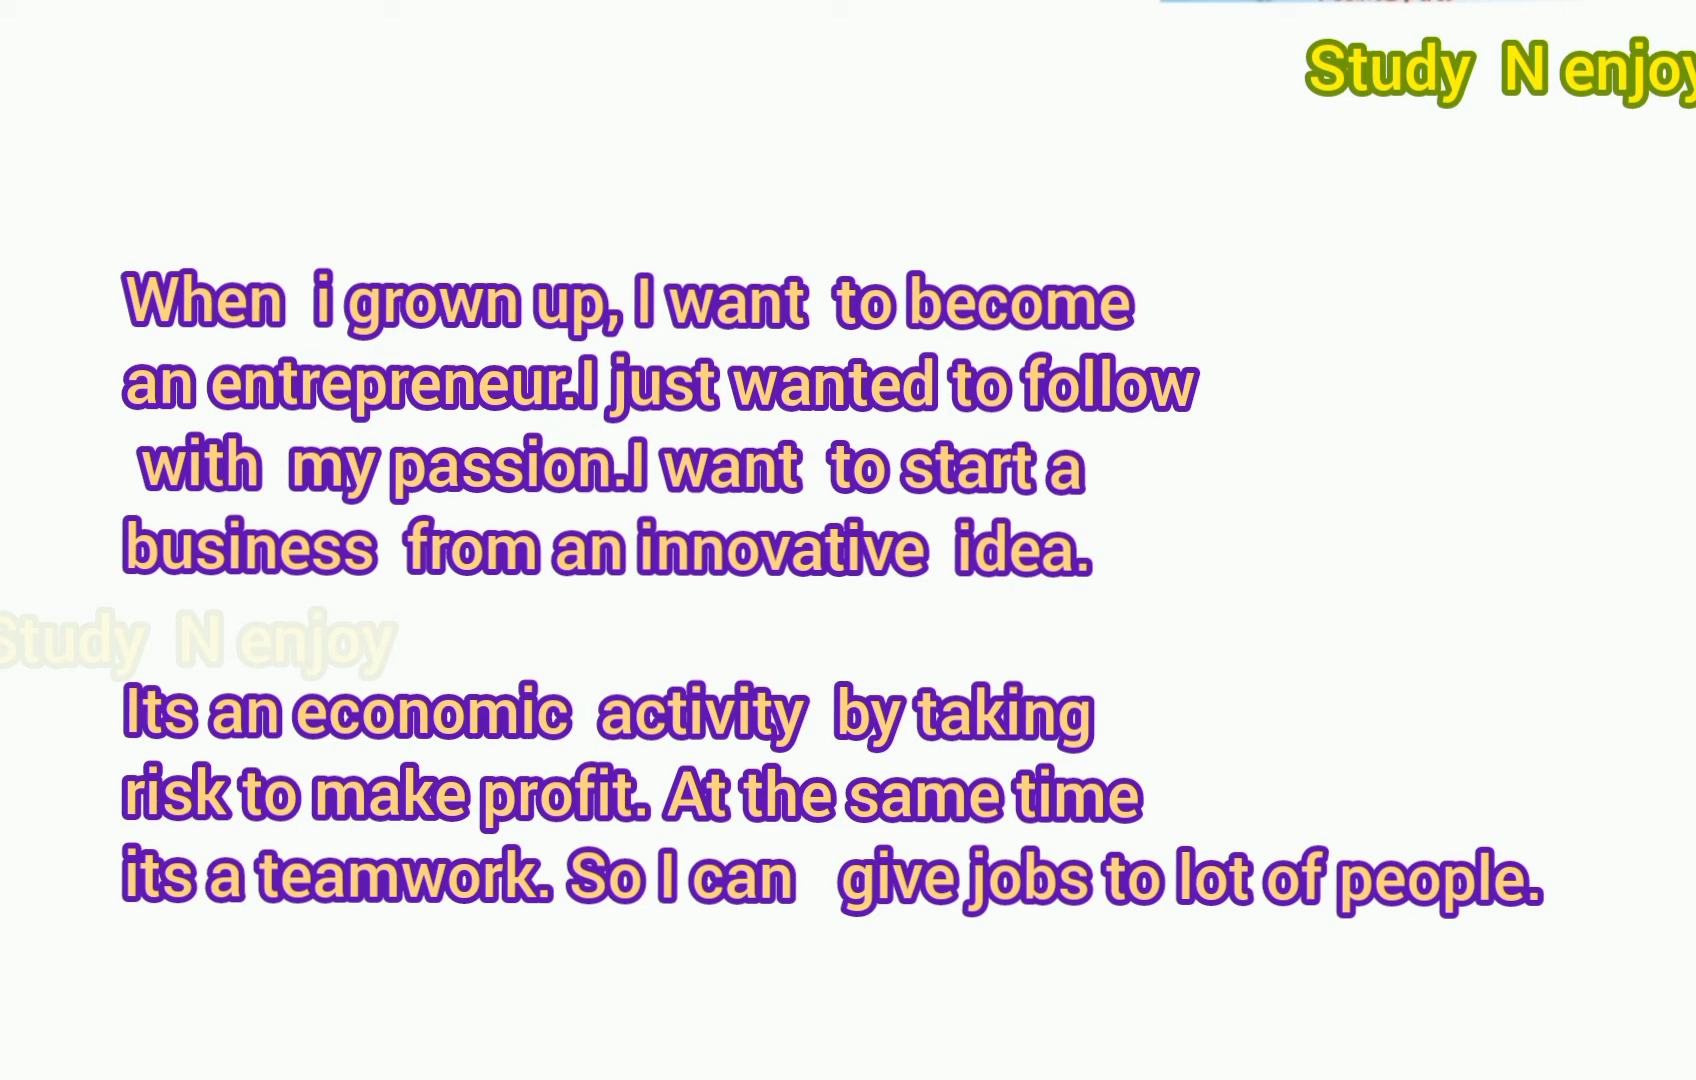 Study N enjoy
When i grown up, I want to become
an entrepreneur.I just wanted to follow
with my passion.I want to start a
business from an innovative idea.
Study N enjoy
Its an economic activity by taking
risk to make profit. At the same time
its a teamwork. So I can give jobs to lot of people.